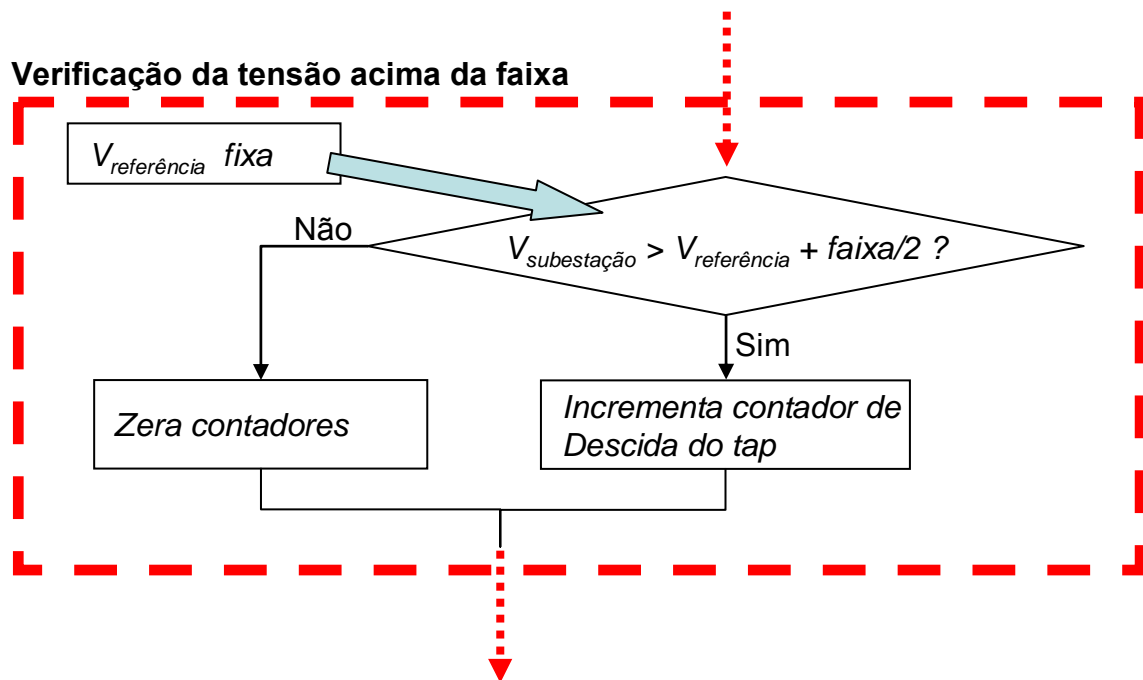 Verificação da tensão acima da faixa
Vreferência fixa
Não
Vsubestação > Vreferência + faixa/2 ?
Sim
Zera contadores
Incrementa contador de
Descida do tap